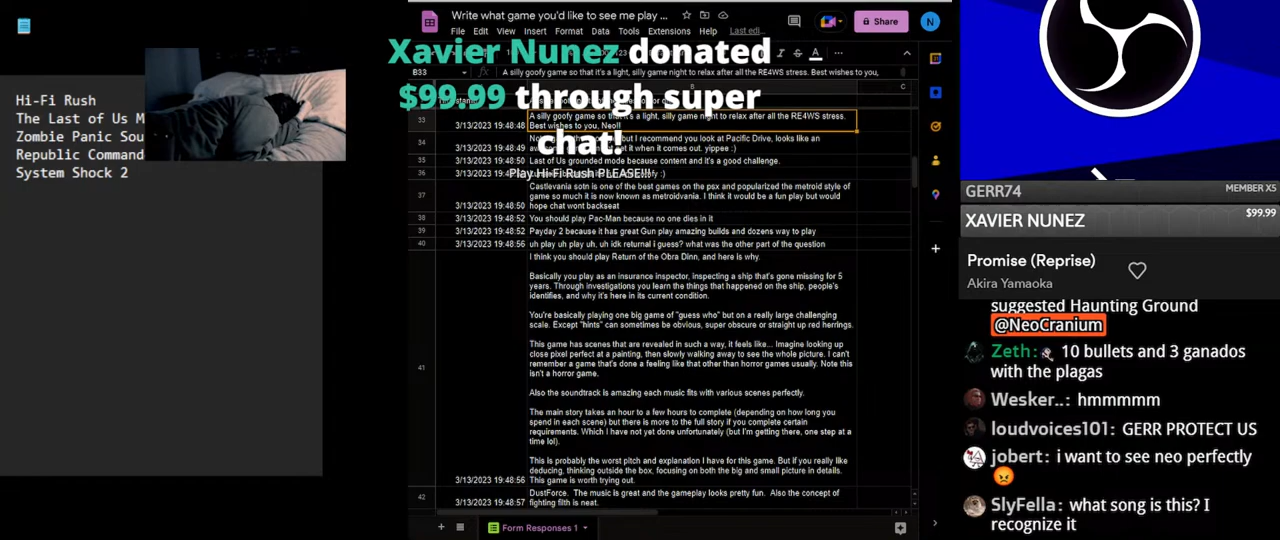 Hi-Fi Rush
The Last of Us
Zombie Panic Sou
Republic Command
System Shock 2
Write what game you'd like to see me play ...
File Edit View Insert Format Data Tools Extensions Help Last edi...
Share
N
Xavier Nunez donated
$99.99 through super
chat!
Play Hi-Fi Rush PLEASE!!!
B33
A silly goofy game so that it's a light, silly game night to relax after all the RE4WS stress. Best wishes to you,
B
C
33
3/13/2023 19:48:48
A silly goofy game so that it's a light, silly game night to relax after all the RE4WS stress.
Best wishes to you, Neo!!
34
3/13/2023 19:48:49
but I recommend you look at Pacific Drive, looks like an
it when it comes out. yippee :)
35
3/13/2023 19:48:50
Last of Us grounded mode because content and it's a good challenge.
36
37
3/13/2023 19:48:50
Castlevania sotn is one of the best games on the psx and popularized the metroid style of
game so much it is now known as metroidvania. I think it would be a fun play but would
hope chat wont backseat
38
3/13/2023 19:48:52
You should play Pac-Man because no one dies in it
39
3/13/2023 19:48:52
Payday 2 because it has great Gun play amazing builds and dozens way to play
40
3/13/2023 19:48:56
uh play uh play uh, uh idk returnal i guess? what was the other part of the question
I think you should play Return of the Obra Dinn, and here is why.
Basically you play as an insurance inspector, inspecting a ship that's gone missing for 5
years. Through investigations you learn the things that happened on the ship, people's
identifies, and why it's here in its current condition.
You're basically playing one big game of "guess who" but on a really large challenging
scale. Except "hints" can sometimes be obvious, super obscure or straight up red herrings.
This game has scenes that are revealed in such a way, it feels like... Imagine looking up
close pixel perfect at a painting, then slowly walking away to see the whole picture. I can't
remember a game that's done a feeling like that other than horror games usually. Note this
isn't a horror game.
41
Also the soundtrack is amazing each music fits with various scenes perfectly.
The main story takes an hour to a few hours to complete (depending on how long you
spend in each scene) but there is more to the full story if you complete certain
requirements. Which I have not yet done unfortunately (but I'm getting there, one step at a
time lol).
This is probably the worst pitch and explanation I have for this game. But if you really like
deducing, thinking outside the box, focusing on both the big and small picture in details.
This game is worth trying out.
3/13/2023 19:48:56
42
3/13/2023 19:48:57
DustForce. The music is great and the gameplay looks pretty fun. Also the concept of
fighting filth is neat.
Form Responses 1
GERR74
MEMBER X5
XAVIER NUNEZ
$99.99
Promise (Reprise)
Akira Yamaoka
suggested Haunting Ground
@NeoCranium
Zeth: 10 bullets and 3 ganados
with the plagas
Wesker..: hmmmmm
loudvoices101: GERR PROTECT US
jobert: i want to see neo perfectly
SlyFella: what song is this? I
recognize it